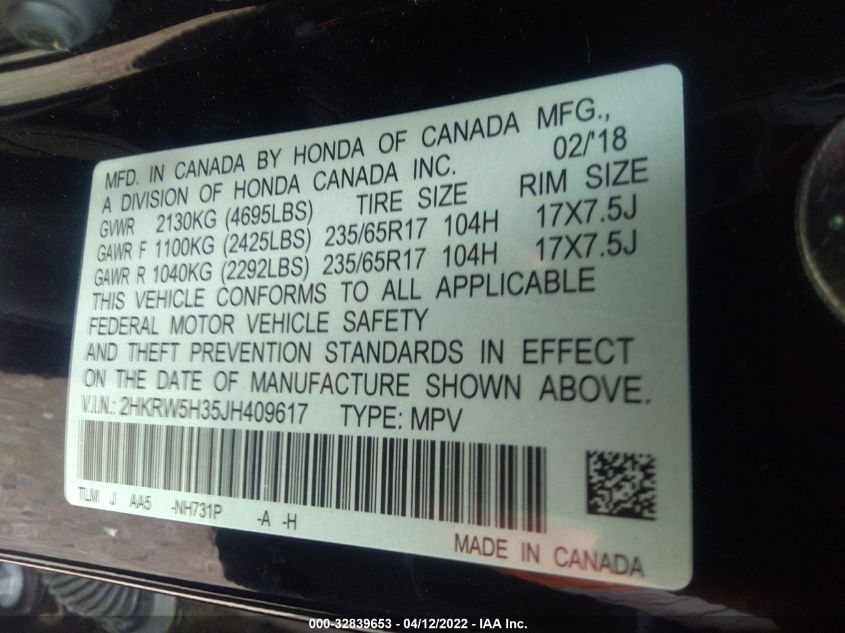 MFD. IN CANADA BY HONDA OF CANADA MFG.,
A DIVISION OF HONDA CANADA INC. 02/'18
GVWR 2130KG (4695LBS) TIRE SIZE RIM SIZE
GAWR F 1100KG (2425LBS) 235/65R17 104H 17X7.5J
GAWR R 1040KG (2292LBS) 235/65R17 104H 17X7.5J
THIS VEHICLE CONFORMS TO ALL APPLICABLE
FEDERAL MOTOR VEHICLE SAFETY
AND THEFT PREVENTION STANDARDS IN EFFECT
ON THE DATE OF MANUFACTURE SHOWN ABOVE.
V.I.N.: 2HKRW5H35JH409617 TYPE: MPV
TLM J AA5 -NH731P -A -H
MADE IN CANADA
000-32839653 - 04/12/2022 - IAA Inc.